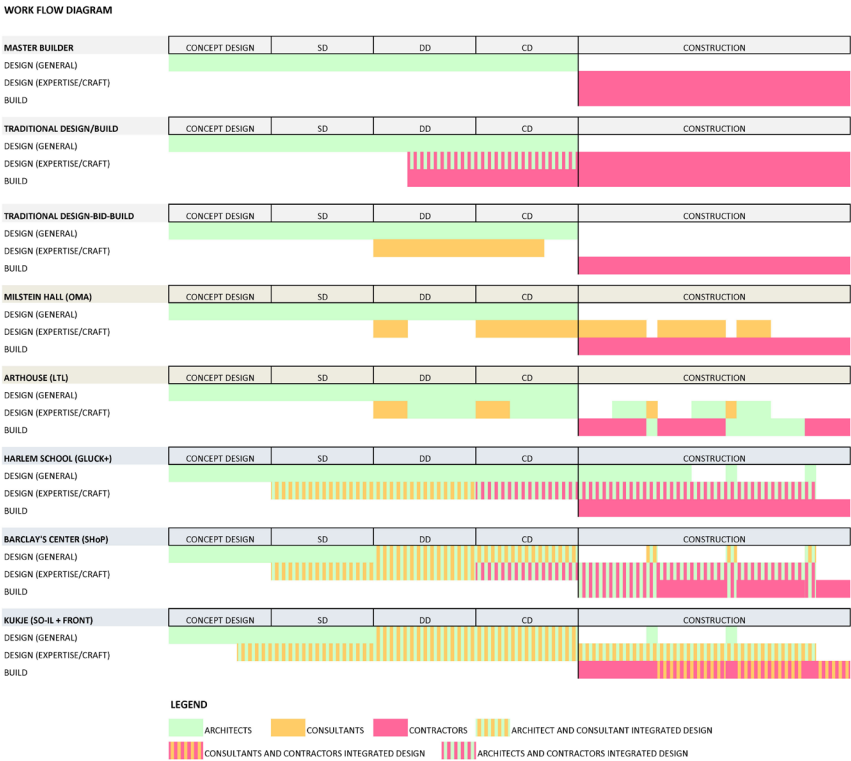 WORK FLOW DIAGRAM
MASTER BUILDER CONCEPT DESIGN SD DD CD CONSTRUCTION
DESIGN (GENERAL)
DESIGN (EXPERTISE/CRAFT)
BUILD
TRADITIONAL DESIGN/BUILD CONCEPT DESIGN SD DD CD CONSTRUCTION
DESIGN (GENERAL)
DESIGN (EXPERTISE/CRAFT)
BUILD
TRADITIONAL DESIGN-BID-BUILD CONCEPT DESIGN SD DD CD CONSTRUCTION
DESIGN (GENERAL)
DESIGN (EXPERTISE/CRAFT)
BUILD
MILSTEIN HALL (OMA) CONCEPT DESIGN SD DD CD CONSTRUCTION
DESIGN (GENERAL)
DESIGN (EXPERTISE/CRAFT)
BUILD
ARTHOUSE (LTL) CONCEPT DESIGN SD DD CD CONSTRUCTION
DESIGN (GENERAL)
DESIGN (EXPERTISE/CRAFT)
BUILD
HARLEM SCHOOL (GLUCK+) CONCEPT DESIGN SD DD CD CONSTRUCTION
DESIGN (GENERAL)
DESIGN (EXPERTISE/CRAFT)
BUILD
BARCLAY'S CENTER (SHoP) CONCEPT DESIGN SD DD CD CONSTRUCTION
DESIGN (GENERAL)
DESIGN (EXPERTISE/CRAFT)
BUILD
KUKJE (SO-IL + FRONT) CONCEPT DESIGN SD DD CD CONSTRUCTION
DESIGN (GENERAL)
DESIGN (EXPERTISE/CRAFT)
BUILD
LEGEND
ARCHITECTS CONSULTANTS CONTRACTORS ARCHITECT AND CONSULTANT INTEGRATED DESIGN
CONSULTANTS AND CONTRACTORS INTEGRATED DESIGN ARCHITECTS AND CONTRACTORS INTEGRATED DESIGN